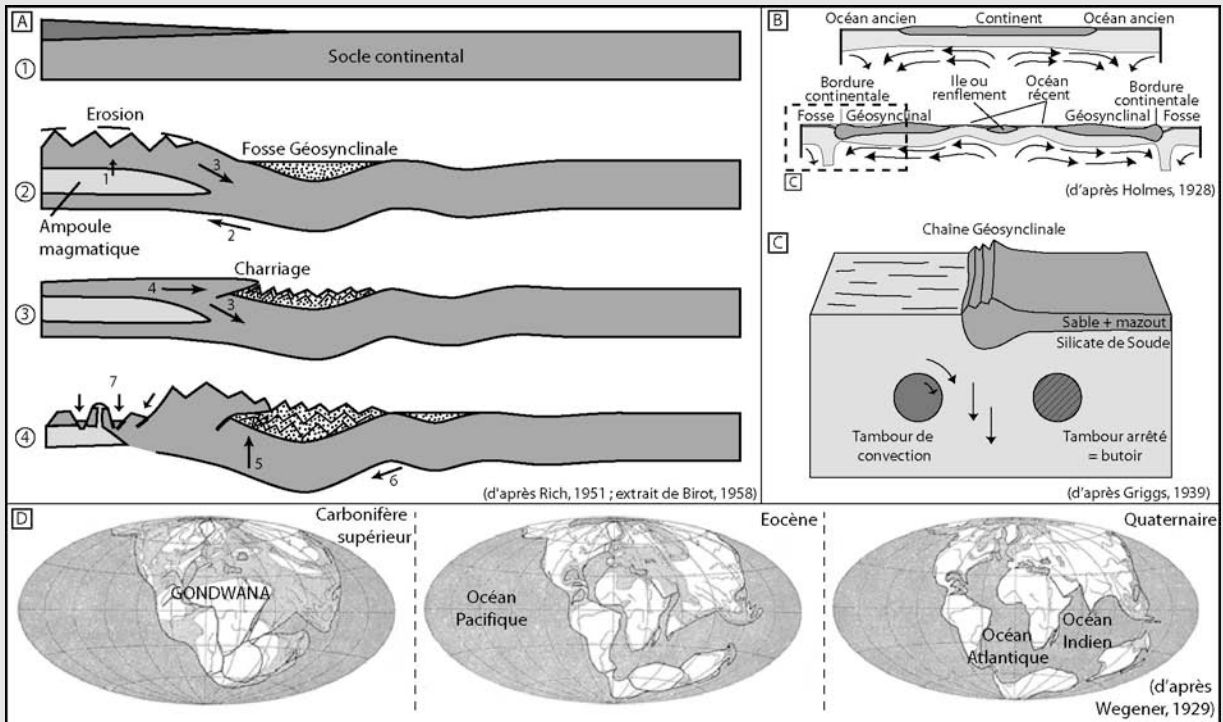 A
1
Socle continental
Erosion
Fosse Géosynclinale
1
3
2
2
Ampoule
magmatique
Charriage
4
3
3
7
4
5
6
(d'après Rich, 1951 ; extrait de Birot, 1958)
B
Océan ancien
Continent
Océan ancien
Bordure
continentale
Ile ou
renflement
Océan
récent
Bordure
continentale
Fosse
Géosynclinal
Géosynclinal
Fosse
C
(d'après Holmes, 1928)
C
Chaîne Géosynclinale
Sable + mazout
Silicate de Soude
Tambour de
convection
Tambour arrêté
= butoir
(d'après Griggs, 1939)
D
Carbonifère
supérieur
GONDWANA
Eocène
Océan
Pacifique
Quaternaire
Océan
Atlantique
Océan
Indien
(d'après
Wegener, 1929)